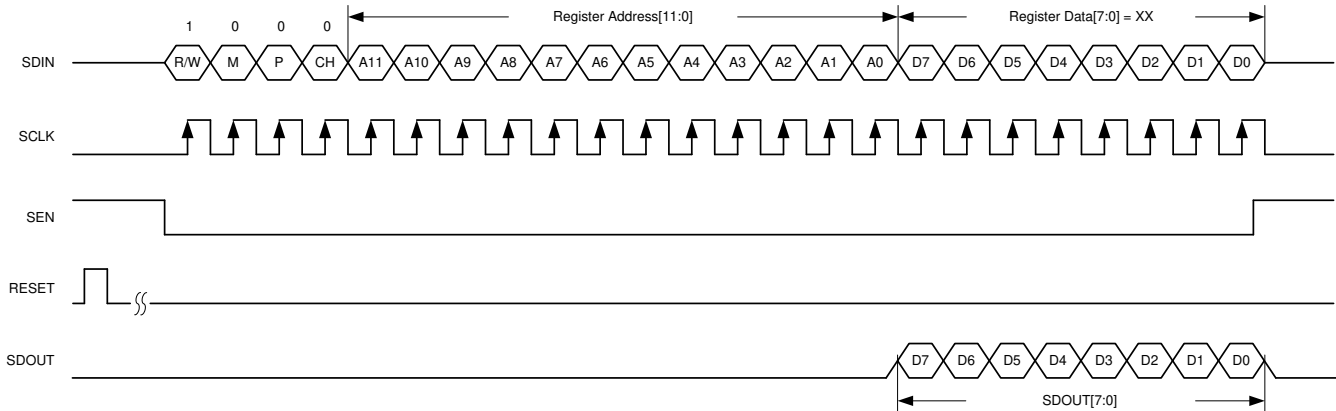 1 0 0 0 Register Address[11:0] Register Data[7:0] = XX
SDIN R/W M P CH A11 A10 A9 A8 A7 A6 A5 A4 A3 A2 A1 A0 D7 D6 D5 D4 D3 D2 D1 D0
SCLK
SEN
RESET
SDOUT D7 D6 D5 D4 D3 D2 D1 D0
SDOUT[7:0]